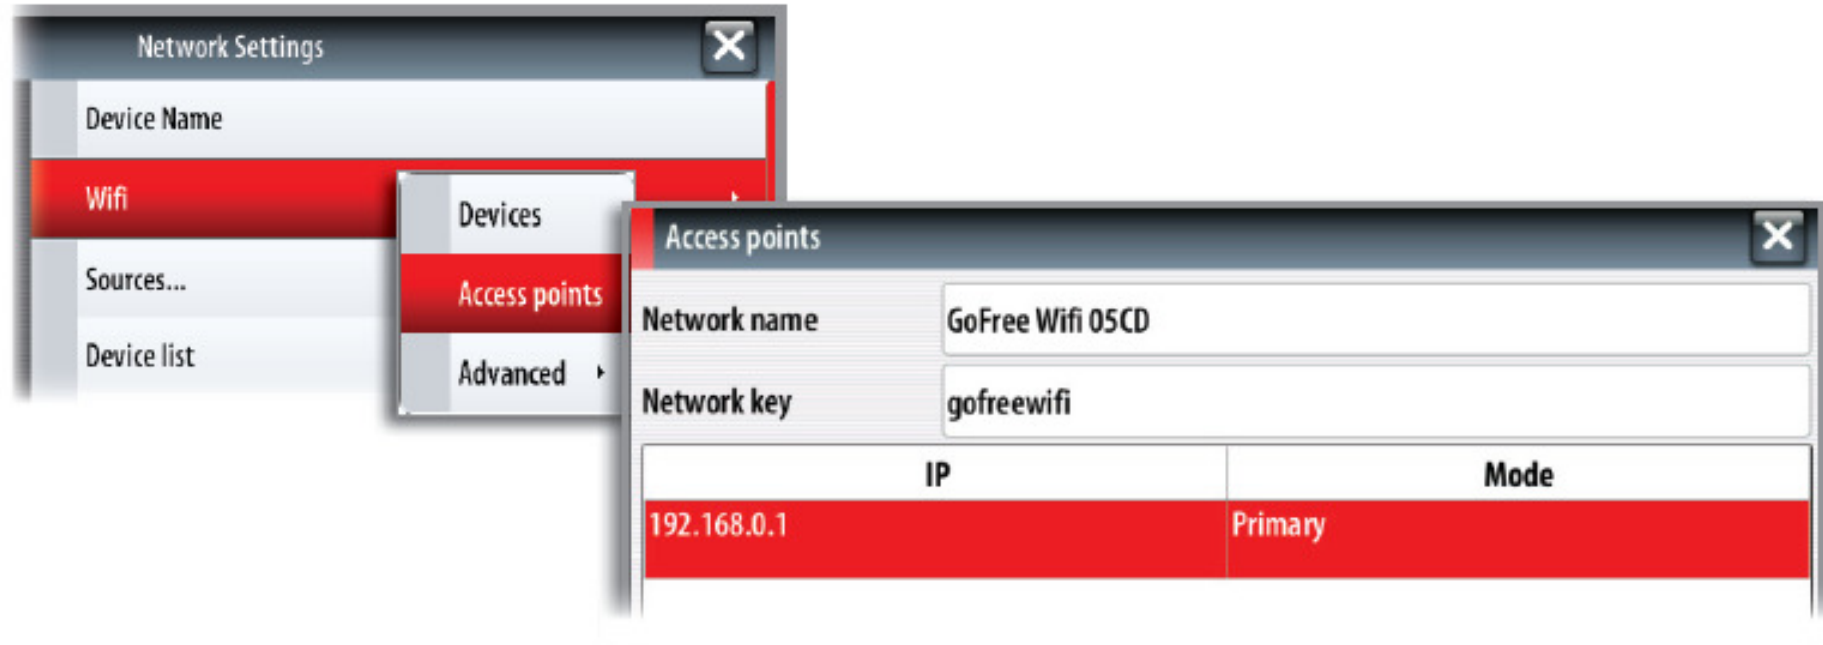 Network Settings
Device Name
Wifi
Sources...
Device list
Devices
Access points
Advanced
Access points
Network name GoFree Wifi 05CD
Network key gofreewifi
IP Mode
192.168.0.1 Primary